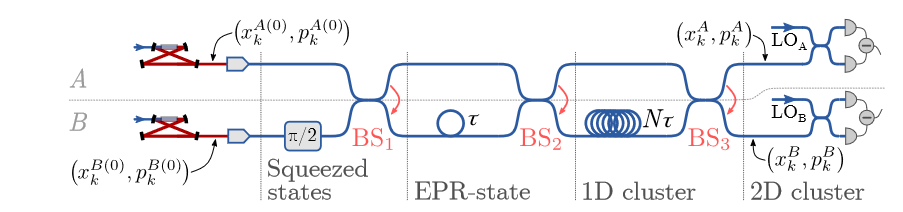 (x_k^{A(0)}, p_k^{A(0)})
(x_k^A, p_k^A)
LO_A
A
B
π/2
BS_1
τ
BS_2
Nτ
BS_3
LO_B
(x_k^{B(0)}, p_k^{B(0)})
(x_k^B, p_k^B)
Squeezed
states
EPR-state
1D cluster
2D cluster